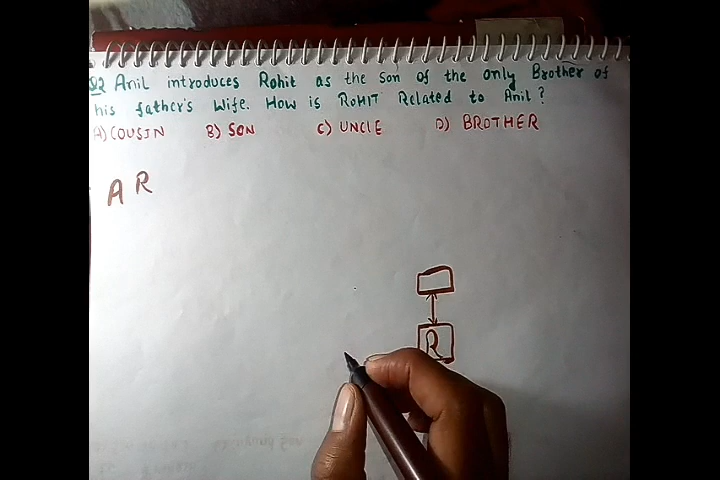 Q2 Anil introduces Rohit as the son of the only Brother of
his father's wife. How is ROHIT Related to Anil?
A) COUSIN B) SON C) UNCLE D) BROTHER
A R
R